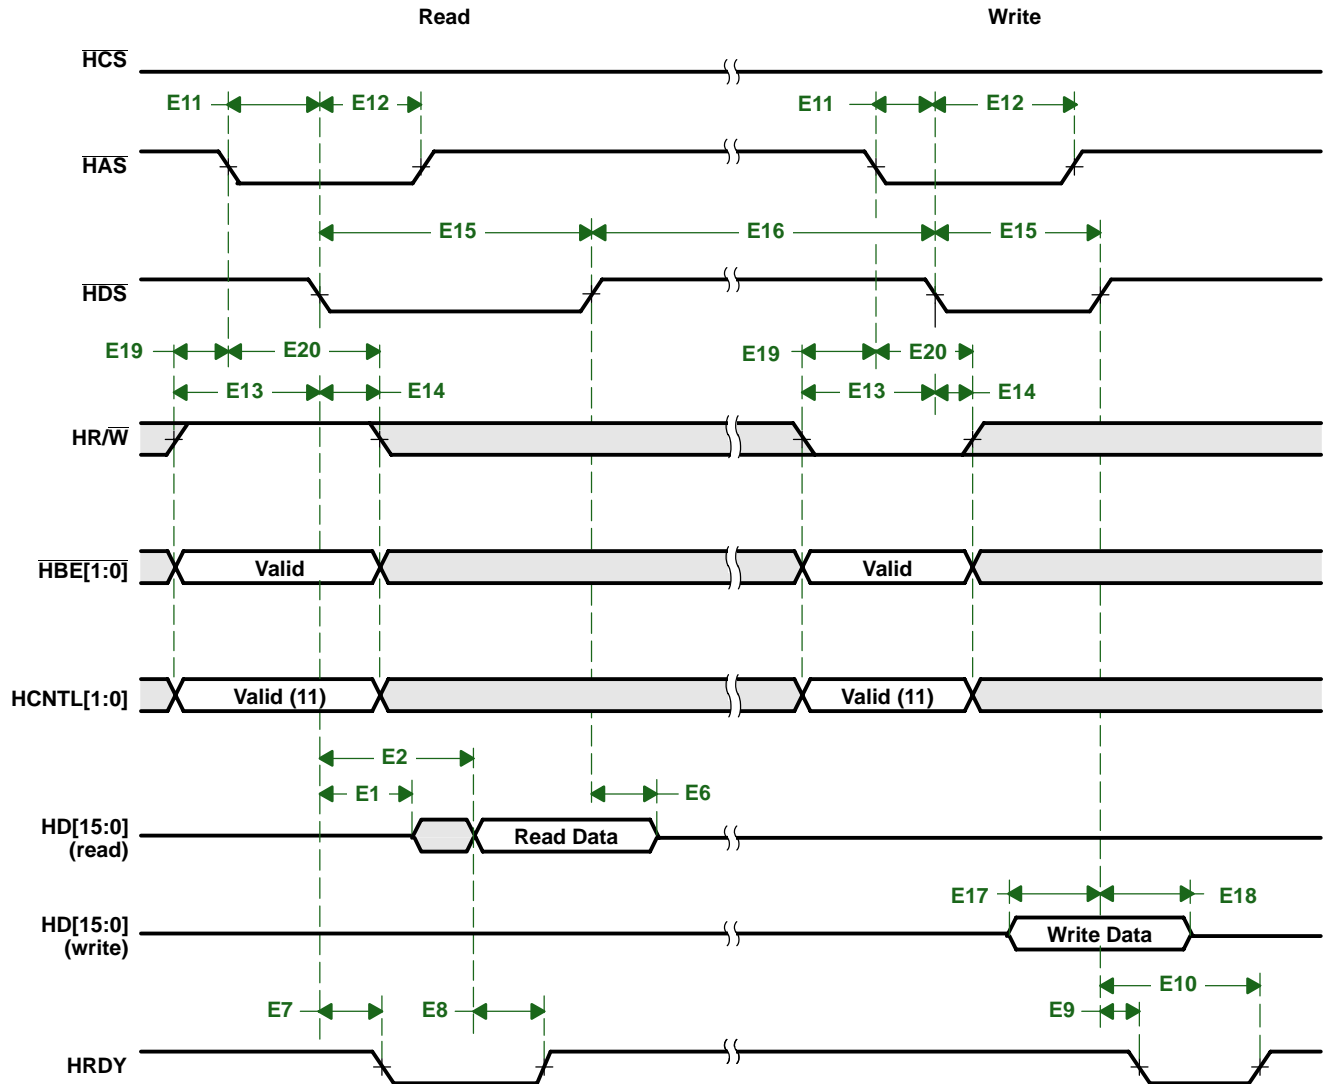 Read Write
HCS
E11 E12 E11 E12
HAS
E15 E16 E15
HDS
E19 E20 E19 E20
E13 E14 E13 E14
HR/W
HBE[1:0] Valid Valid
HCNTL[1:0] Valid (11) Valid (11)
E2
E1 E6
HD[15:0]
(read)
Read Data
E17 E18
HD[15:0]
(write)
Write Data
E10
E7 E8 E9
HRDY